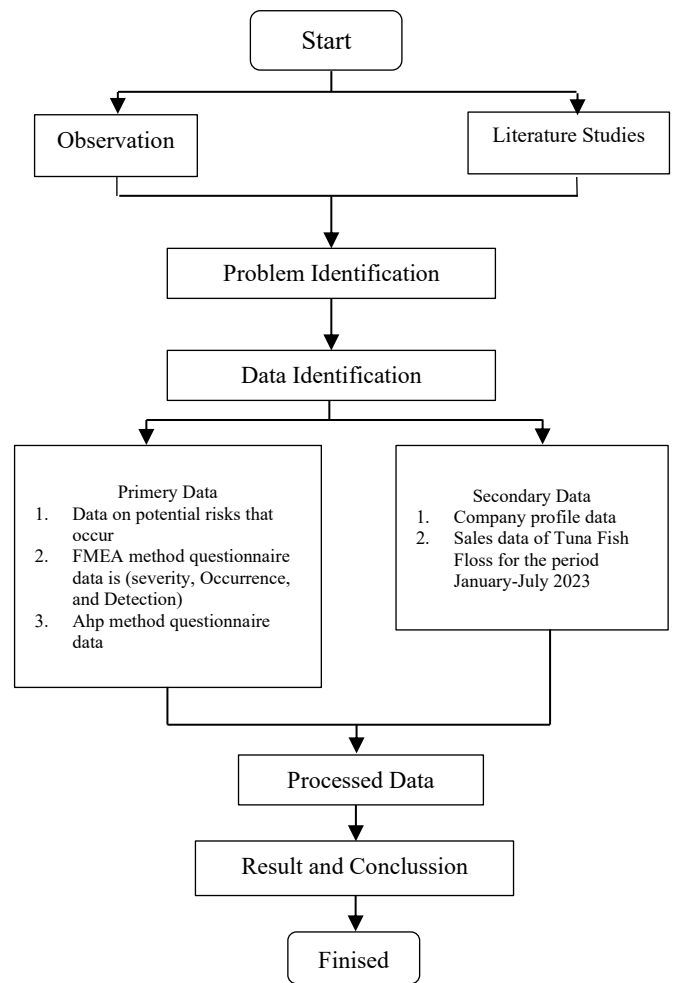 Start
Observation
Literature Studies
Problem Identification
Data Identification
Primery Data
1. Data on potential risks that
occur
2. FMEA method questionnaire
data is (severity, Occurrence,
and Detection)
3. Ahp method questionnaire
data
Secondary Data
1. Company profile data
2. Sales data of Tuna Fish
Floss for the period
January-July 2023
Processed Data
Result and Conclussion
Finised